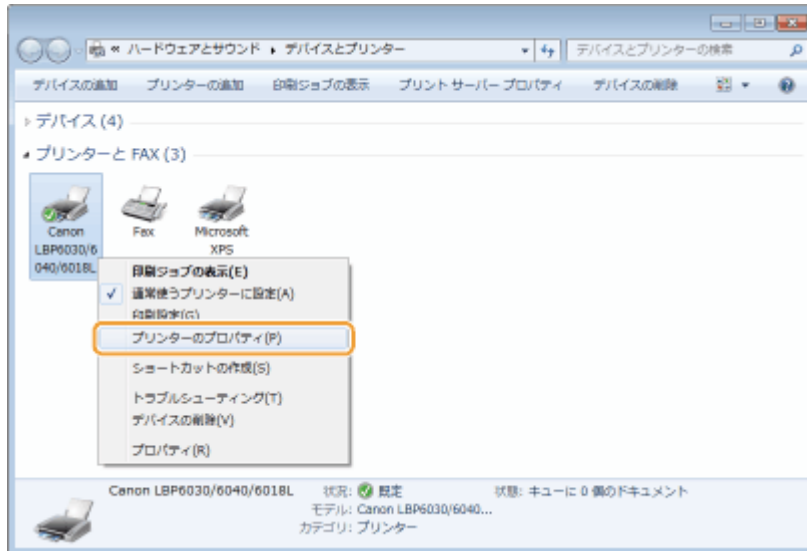 « ハードウェアとサウンド ▸ デバイスとプリンター
デバイスとプリンターの検索
デバイスの追加 プリンターの追加 印刷ジョブの表示 プリント サーバー プロパティ デバイスの削除
デバイス (4)
プリンターと FAX (3)
Canon
LBP6030/6
040/6018L
Fax
Microsoft
XPS
印刷ジョブの表示(E)
通常使うプリンターに設定(A)
印刷設定(G)
プリンターのプロパティ(P)
ショートカットの作成(S)
トラブルシューティング(T)
デバイスの削除(V)
プロパティ(R)
Canon LBP6030/6040/6018L 状況: 既定 状態: キューに 0 個のドキュメント
モデル: Canon LBP6030/6040...
カテゴリ: プリンター